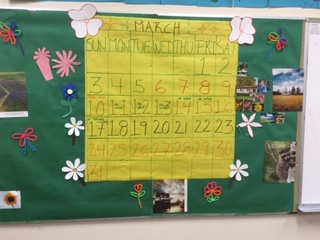 MARCH
SUN MON TUE WED THU FRI SAT
1 2
3 4 5 6 7 8 9
10 11 12 13 14 15 16
17 18 19 20 21 22 23
24 25 26 27 28 29 30
31